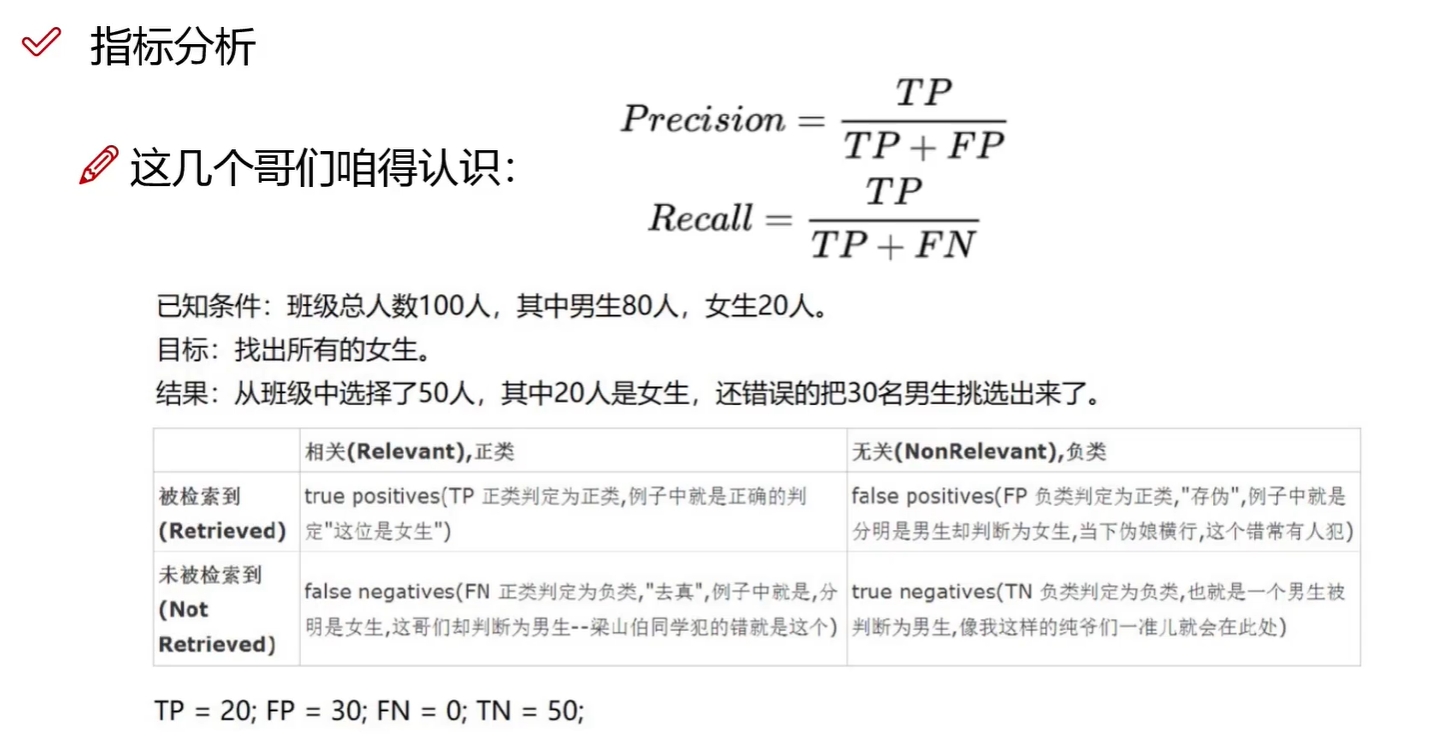 指标分析
Precision = TP / (TP + FP)
这几个哥们咱得认识：
Recall = TP / (TP + FN)
已知条件：班级总人数100人，其中男生80人，女生20人。
目标：找出所有的女生。
结果：从班级中选择了50人，其中20人是女生，还错误的把30名男生挑选出来了。
相关(Relevant),正类
无关(NonRelevant),负类
被检索到
(Retrieved)
true positives(TP 正类判定为正类,例子中就是正确的判
定"这位是女生")
false positives(FP 负类判定为正类,"存伪",例子中就是
分明是男生却判断为女生,当下伪娘横行,这个错常有人犯)
未被检索到
(Not
Retrieved)
false negatives(FN 正类判定为负类,"去真",例子中就是,分
明是女生,这哥们却判断为男生--梁山伯同学犯的错就是这个)
true negatives(TN 负类判定为负类,也就是一个男生被
判断为男生,像我这样的纯爷们一准儿就会在此处)
TP = 20; FP = 30; FN = 0; TN = 50;